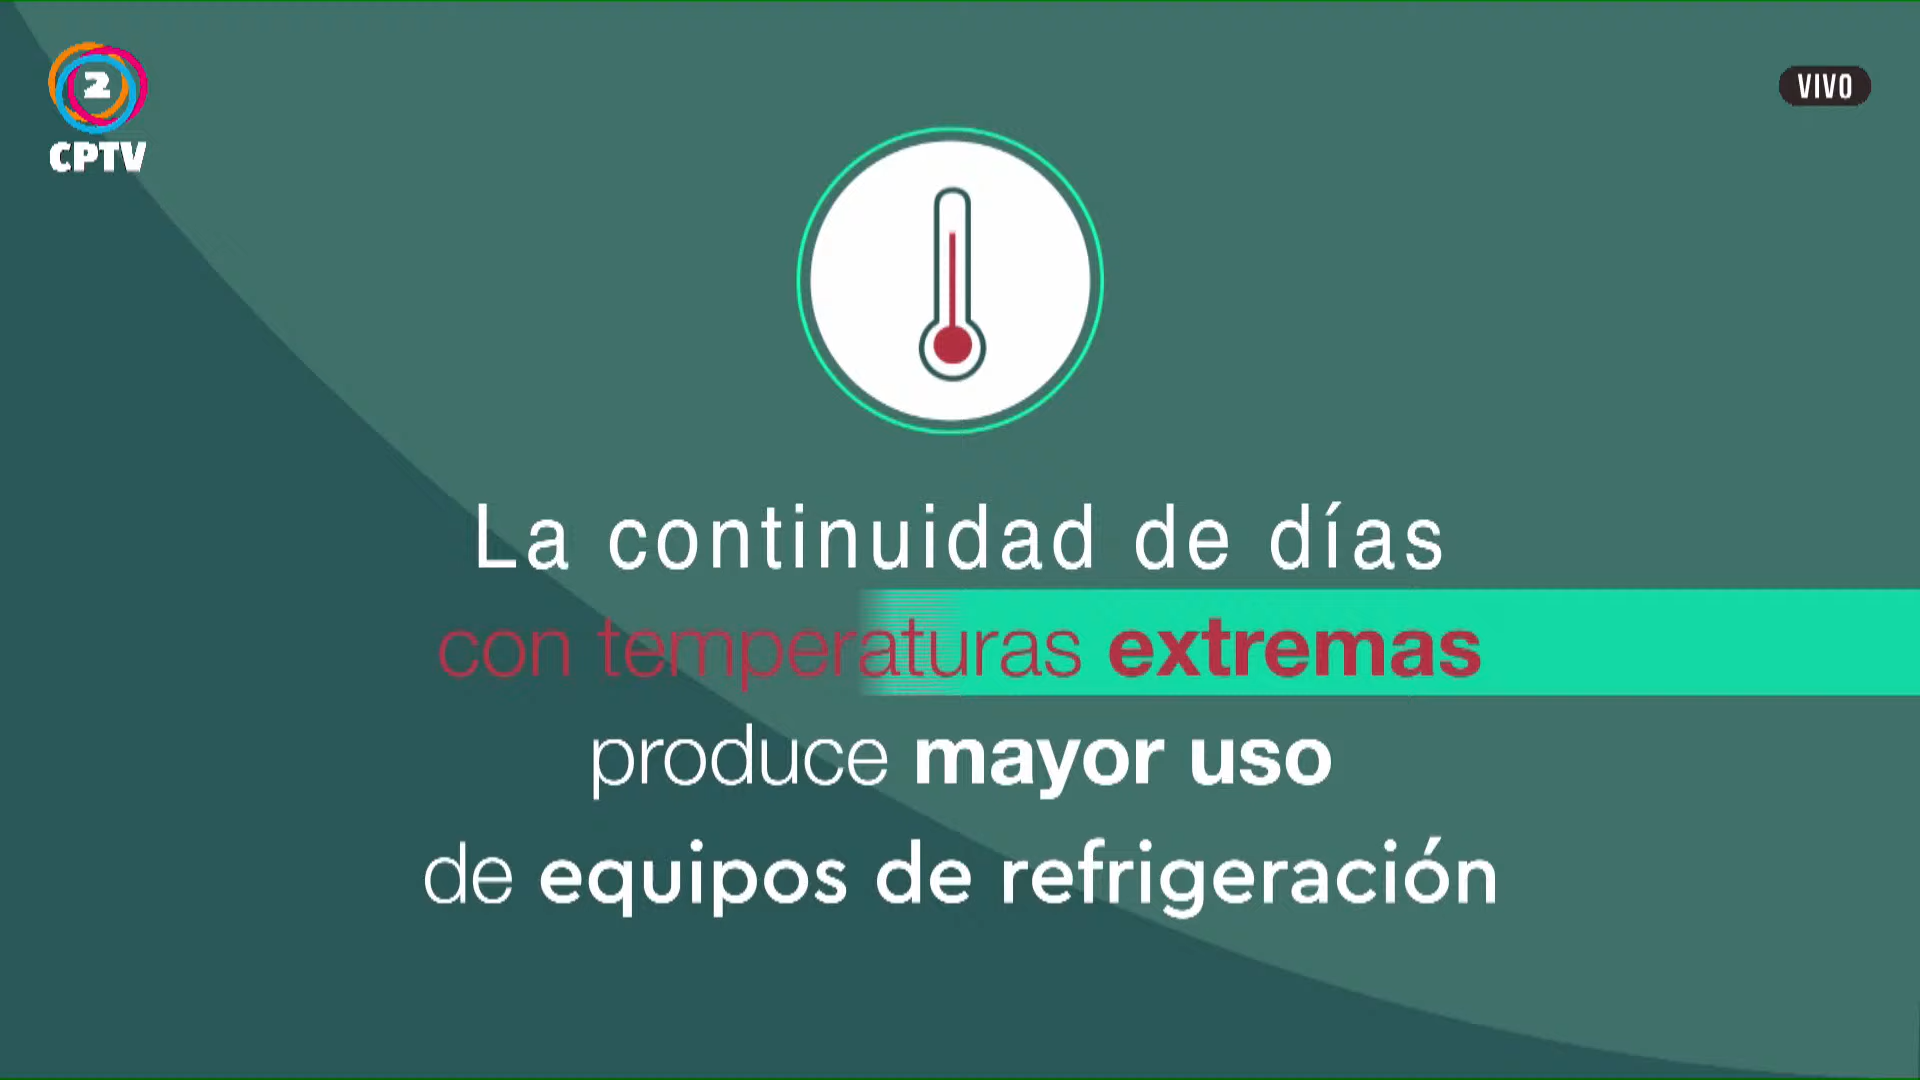 2
CPTV
VIVO
La continuidad de días
con temperaturas extremas
produce mayor uso
de equipos de refrigeración